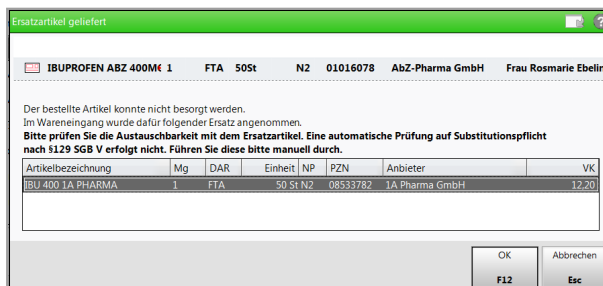 Ersatzartikel geliefert
IBUPROFEN ABZ 400M€ 1 FTA 50St N2 01016078 AbZ-Pharma GmbH Frau Rosmarie Ebelin
Der bestellte Artikel konnte nicht besorgt werden.
Im Wareneingang wurde dafür folgender Ersatz angenommen.
Bitte prüfen Sie die Austauschbarkeit mit dem Ersatzartikel. Eine automatische Prüfung auf Substitutionspflicht
nach §129 SGB V erfolgt nicht. Führen Sie diese bitte manuell durch.
Artikelbezeichnung Mg DAR Einheit NP PZN Anbieter VK
IBU 400 1A PHARMA 1 FTA 50 St N2 08533782 1A Pharma GmbH 12,20
OK Abbrechen
F12 Esc